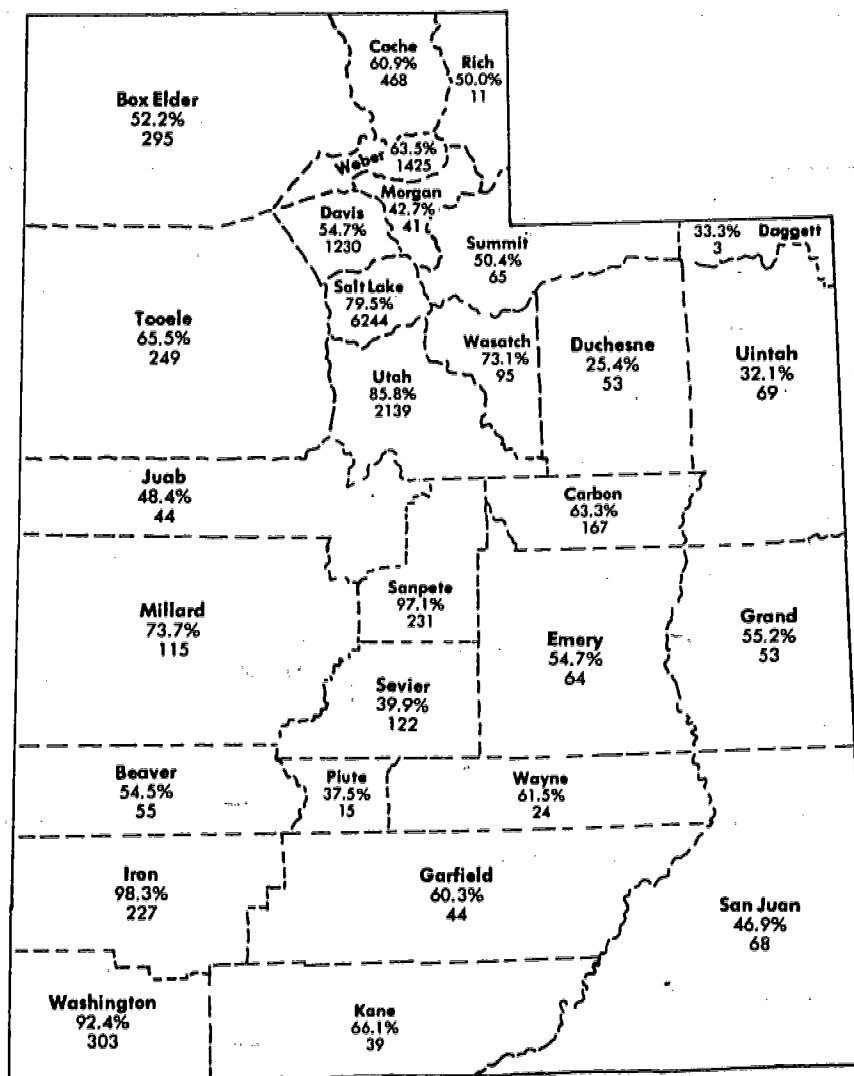 Cache
60.9%
468
Rich
50.0%
11
Box Elder
52.2%
295
Weber
63.5%
1425
Morgan
42.7%
41
Davis
54.7%
1230
Summit
50.4%
65
33.3%
3
Daggett
Salt Lake
79.5%
6244
Tooele
65.5%
249
Wasatch
73.1%
95
Duchesne
25.4%
53
Uintah
32.1%
69
Utah
85.8%
2139
Juab
48.4%
44
Carbon
63.3%
167
Sanpete
97.1%
231
Millard
73.7%
115
Emery
54.7%
64
Grand
55.2%
53
Sevier
39.9%
122
Beaver
54.5%
55
Piute
37.5%
15
Wayne
61.5%
24
Iron
98.3%
227
Garfield
60.3%
44
San Juan
46.9%
68
Washington
92.4%
303
Kane
66.1%
39